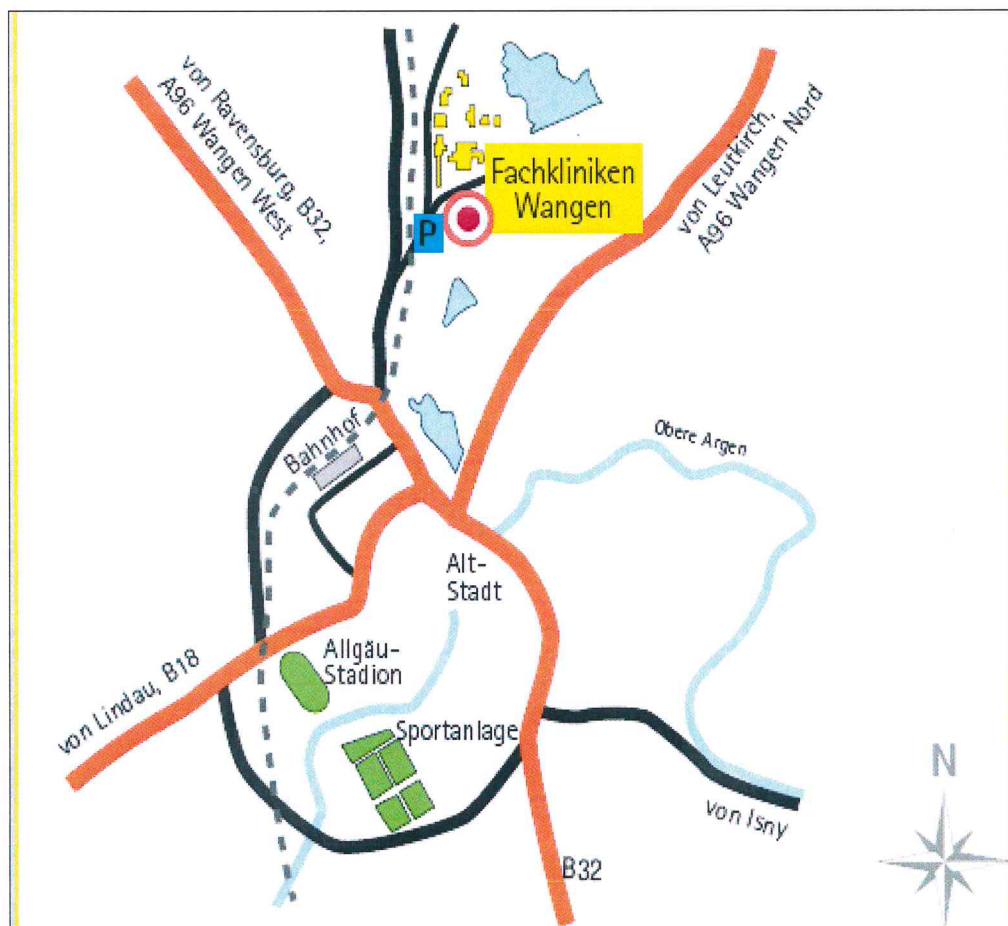 von Ravensburg, B32,
A96 Wangen West
Fachkliniken
Wangen
P
von Leutkirch,
A96 Wangen Nord
Bahnhof
Obere Argen
Alt-
Stadt
Allgäu-
Stadion
von Lindau, B18
Sportanlage
von Isny
N
B32